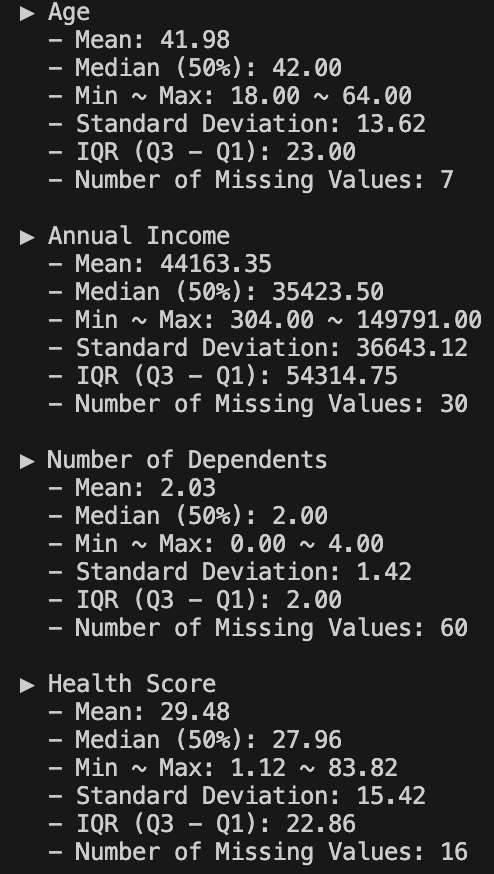 ▶ Age
– Mean: 41.98
– Median (50%): 42.00
– Min ~ Max: 18.00 ~ 64.00
– Standard Deviation: 13.62
– IQR (Q3 – Q1): 23.00
– Number of Missing Values: 7
▶ Annual Income
– Mean: 44163.35
– Median (50%): 35423.50
– Min ~ Max: 304.00 ~ 149791.00
– Standard Deviation: 36643.12
– IQR (Q3 – Q1): 54314.75
– Number of Missing Values: 30
▶ Number of Dependents
– Mean: 2.03
– Median (50%): 2.00
– Min ~ Max: 0.00 ~ 4.00
– Standard Deviation: 1.42
– IQR (Q3 – Q1): 2.00
– Number of Missing Values: 60
▶ Health Score
– Mean: 29.48
– Median (50%): 27.96
– Min ~ Max: 1.12 ~ 83.82
– Standard Deviation: 15.42
– IQR (Q3 – Q1): 22.86
– Number of Missing Values: 16